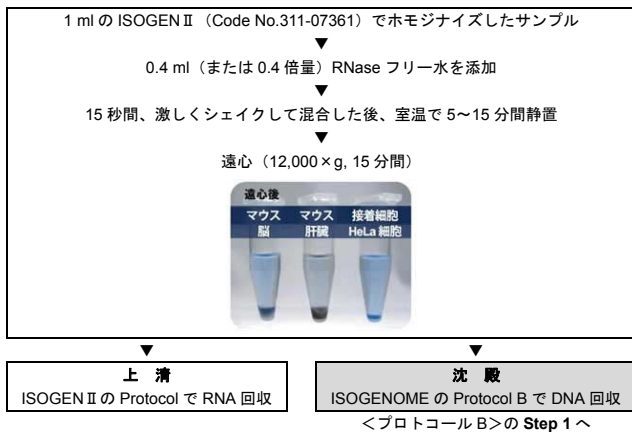 1 ml の ISOGENⅡ（Code No.311-07361）でホモジナイズしたサンプル
▼
0.4 ml（または 0.4 倍量）RNase フリー水を添加
▼
15 秒間、激しくシェイクして混合した後、室温で 5～15 分間静置
▼
遠心（12,000×g, 15 分間）
遠心後
マウス 脳
マウス 肝臓
接着細胞 HeLa 細胞
▼
▼
上 清
ISOGENⅡの Protocol で RNA 回収
沈 殿
ISOGENOME の Protocol B で DNA 回収
＜プロトコール B＞の Step 1 へ